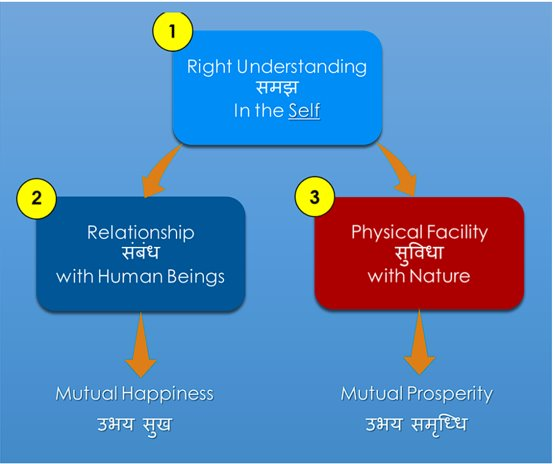 1
Right Understanding
समझ
In the Self
2
Relationship
संबंध
with Human Beings
3
Physical Facility
सुविधा
with Nature
Mutual Happiness
उभय सुख
Mutual Prosperity
उभय समृध्धि